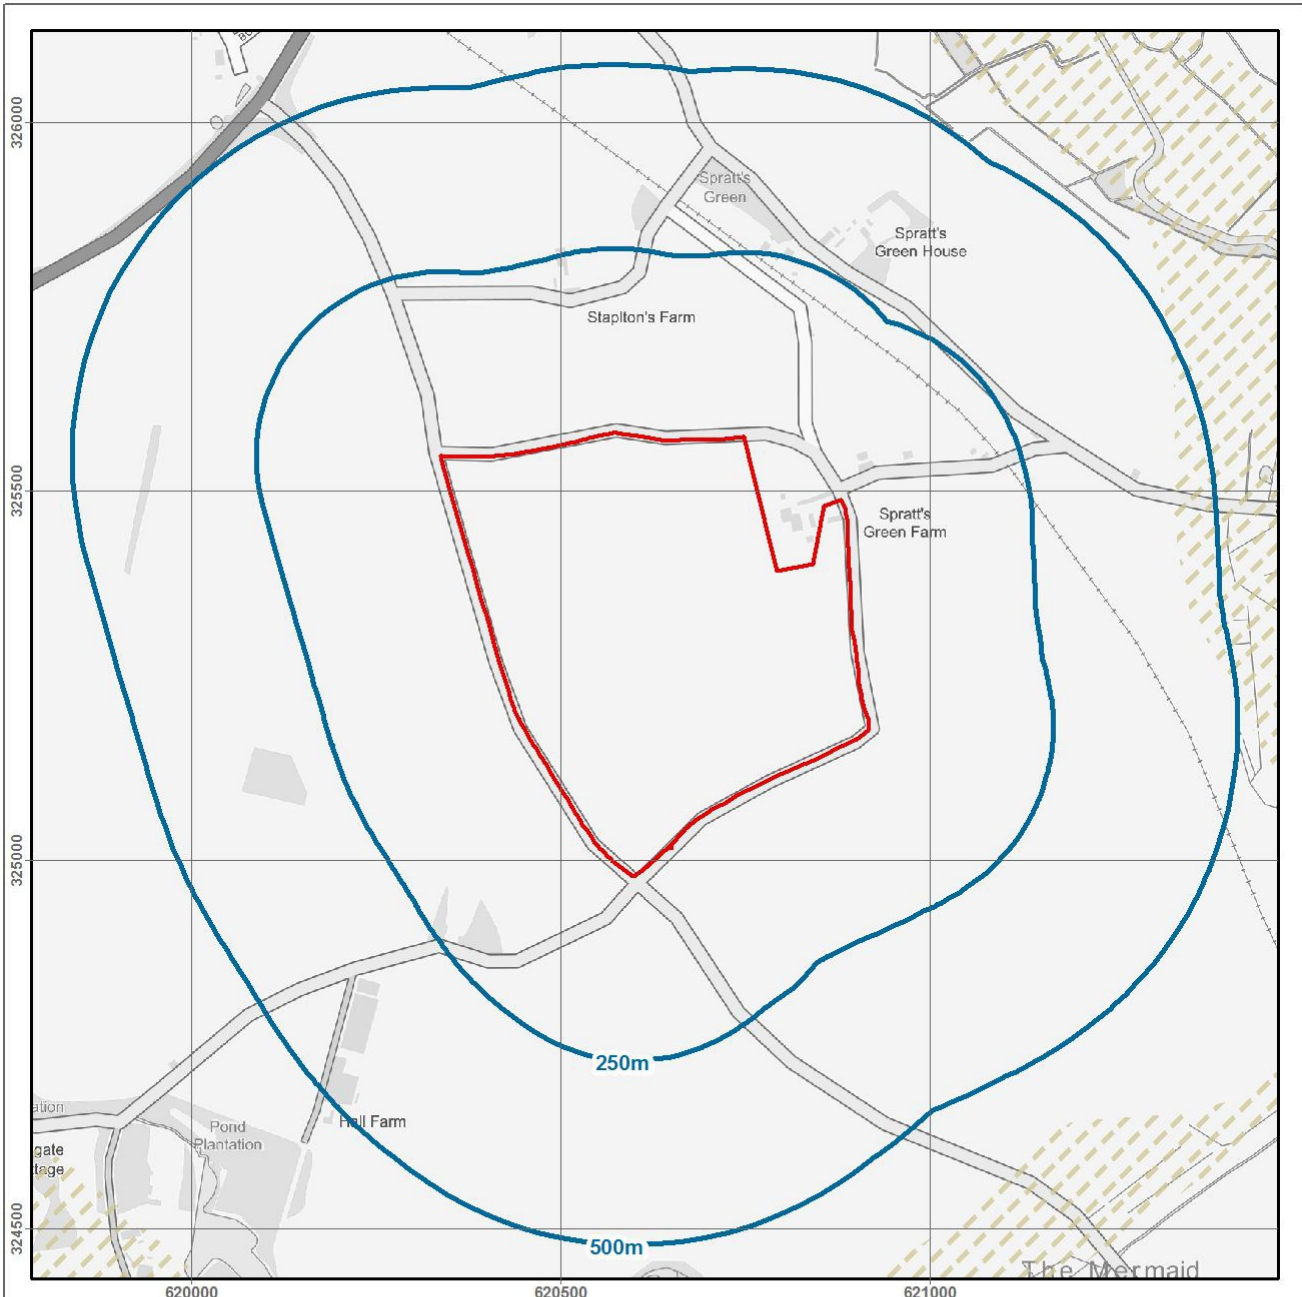 326000
Spratt's
Green
Spratt's
Green House
Staplton's Farm
325500
Spratt's
Green Farm
325000
250m
ation
Pond
Plantation
Hall Farm
gate
ttage
324500
500m
The Mermaid
620000
620500
621000